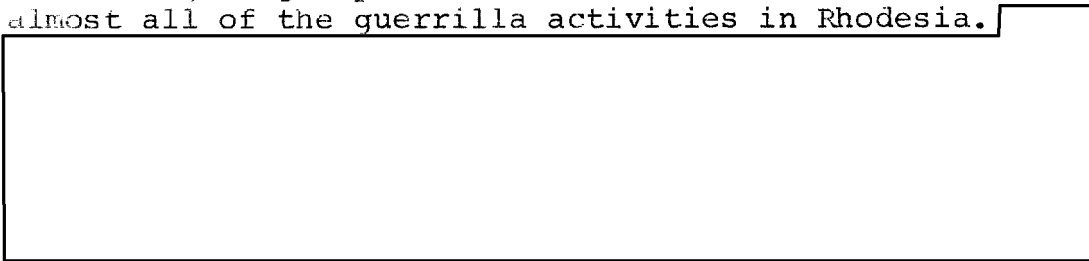 almost all of the guerrilla activities in Rhodesia.